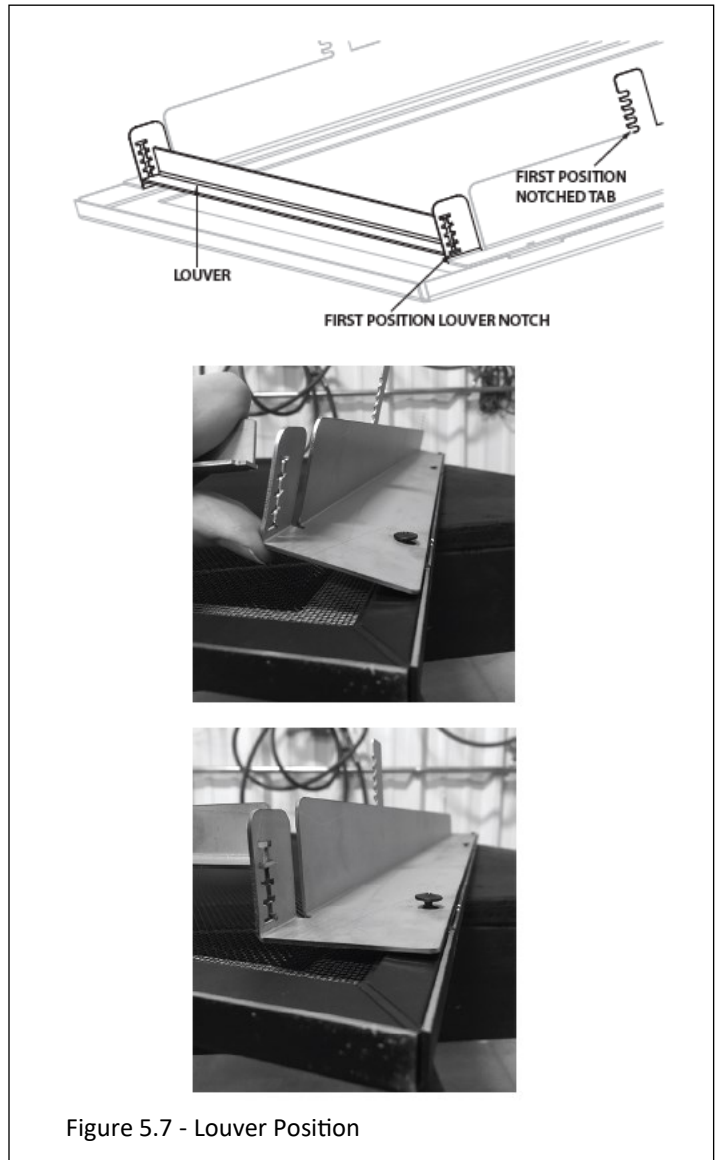 FIRST POSITION
NOTCHED TAB
LOUVER
FIRST POSITION LOUVER NOTCH
Figure 5.7 - Louver Position